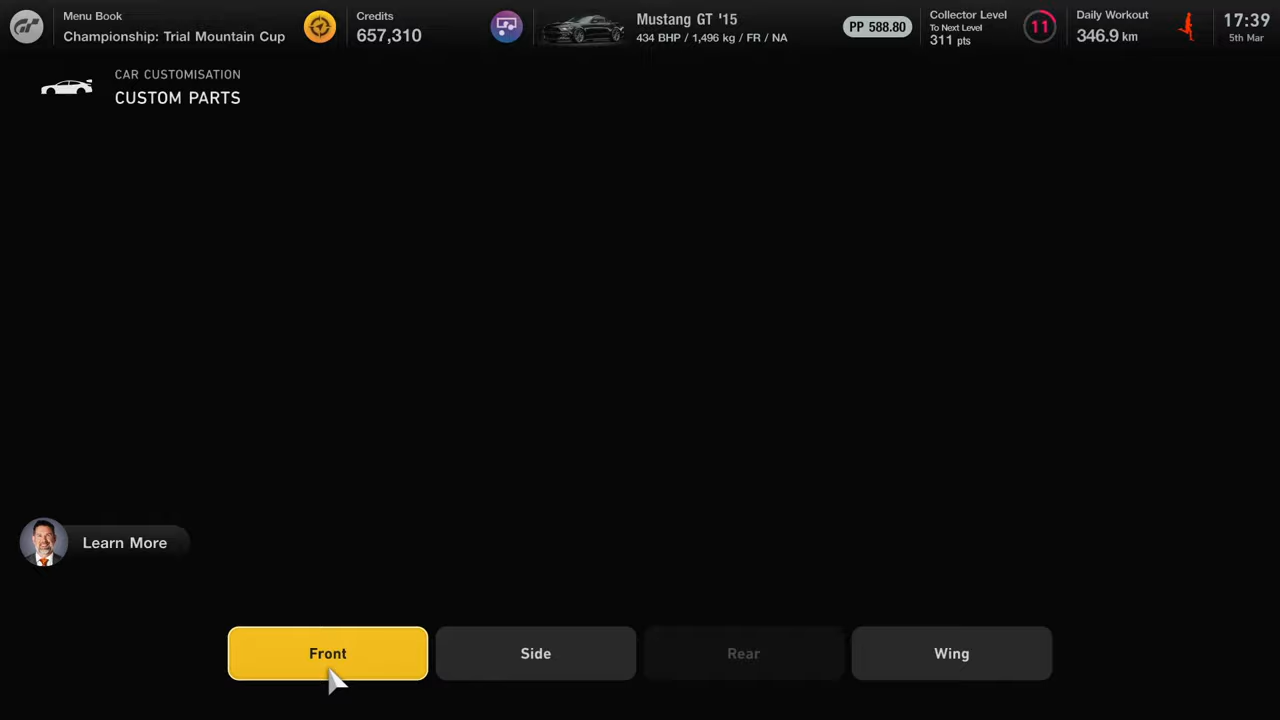 Menu Book
Championship: Trial Mountain Cup
Credits
657,310
Mustang GT '15
434 BHP / 1,496 kg / FR / NA
PP 588.80
Collector Level
To Next Level
311 pts
11
Daily Workout
346.9 km
17:39
5th Mar
CAR CUSTOMISATION
CUSTOM PARTS
Learn More
Front
Side
Rear
Wing